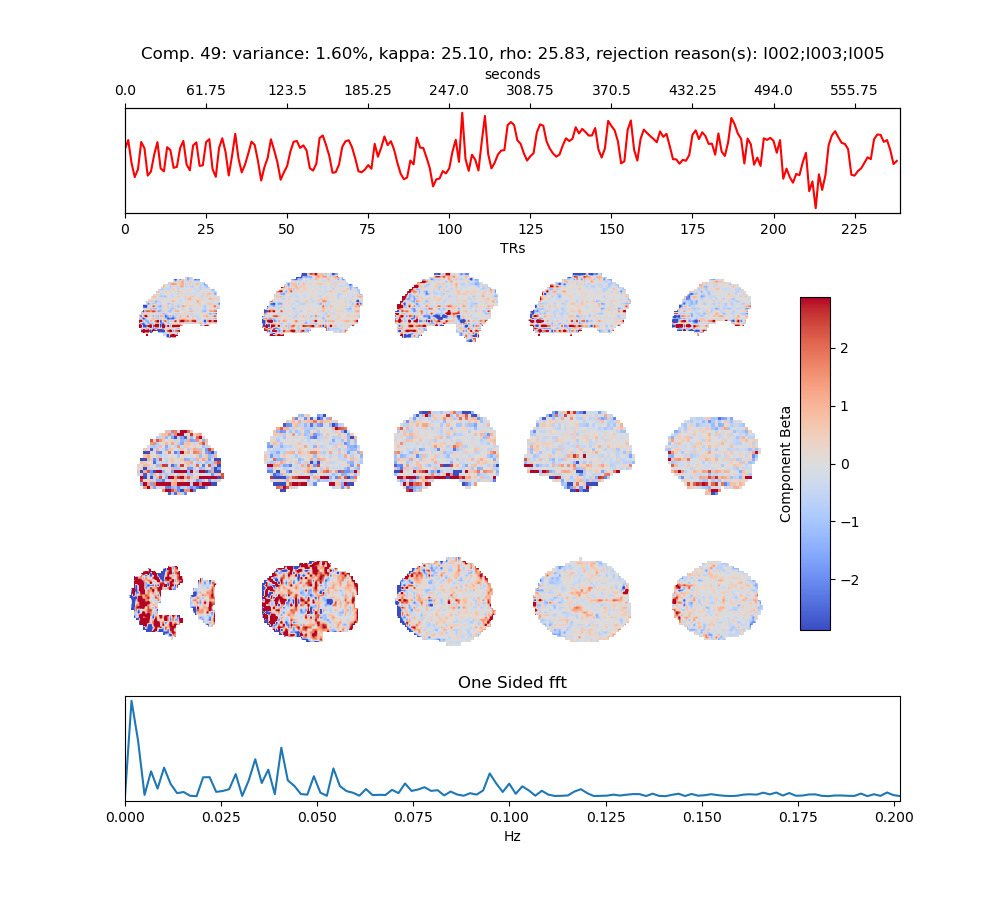 Comp. 49: variance: 1.60%, kappa: 25.10, rho: 25.83, rejection reason(s): I002;I003;I005
seconds
0.0 61.75 123.5 185.25 247.0 308.75 370.5 432.25 494.0 555.75
0 25 50 75 100 125 150 175 200 225
TRs
2
1
0
−1
−2
Component Beta
One Sided fft
0.000 0.025 0.050 0.075 0.100 0.125 0.150 0.175 0.200
Hz